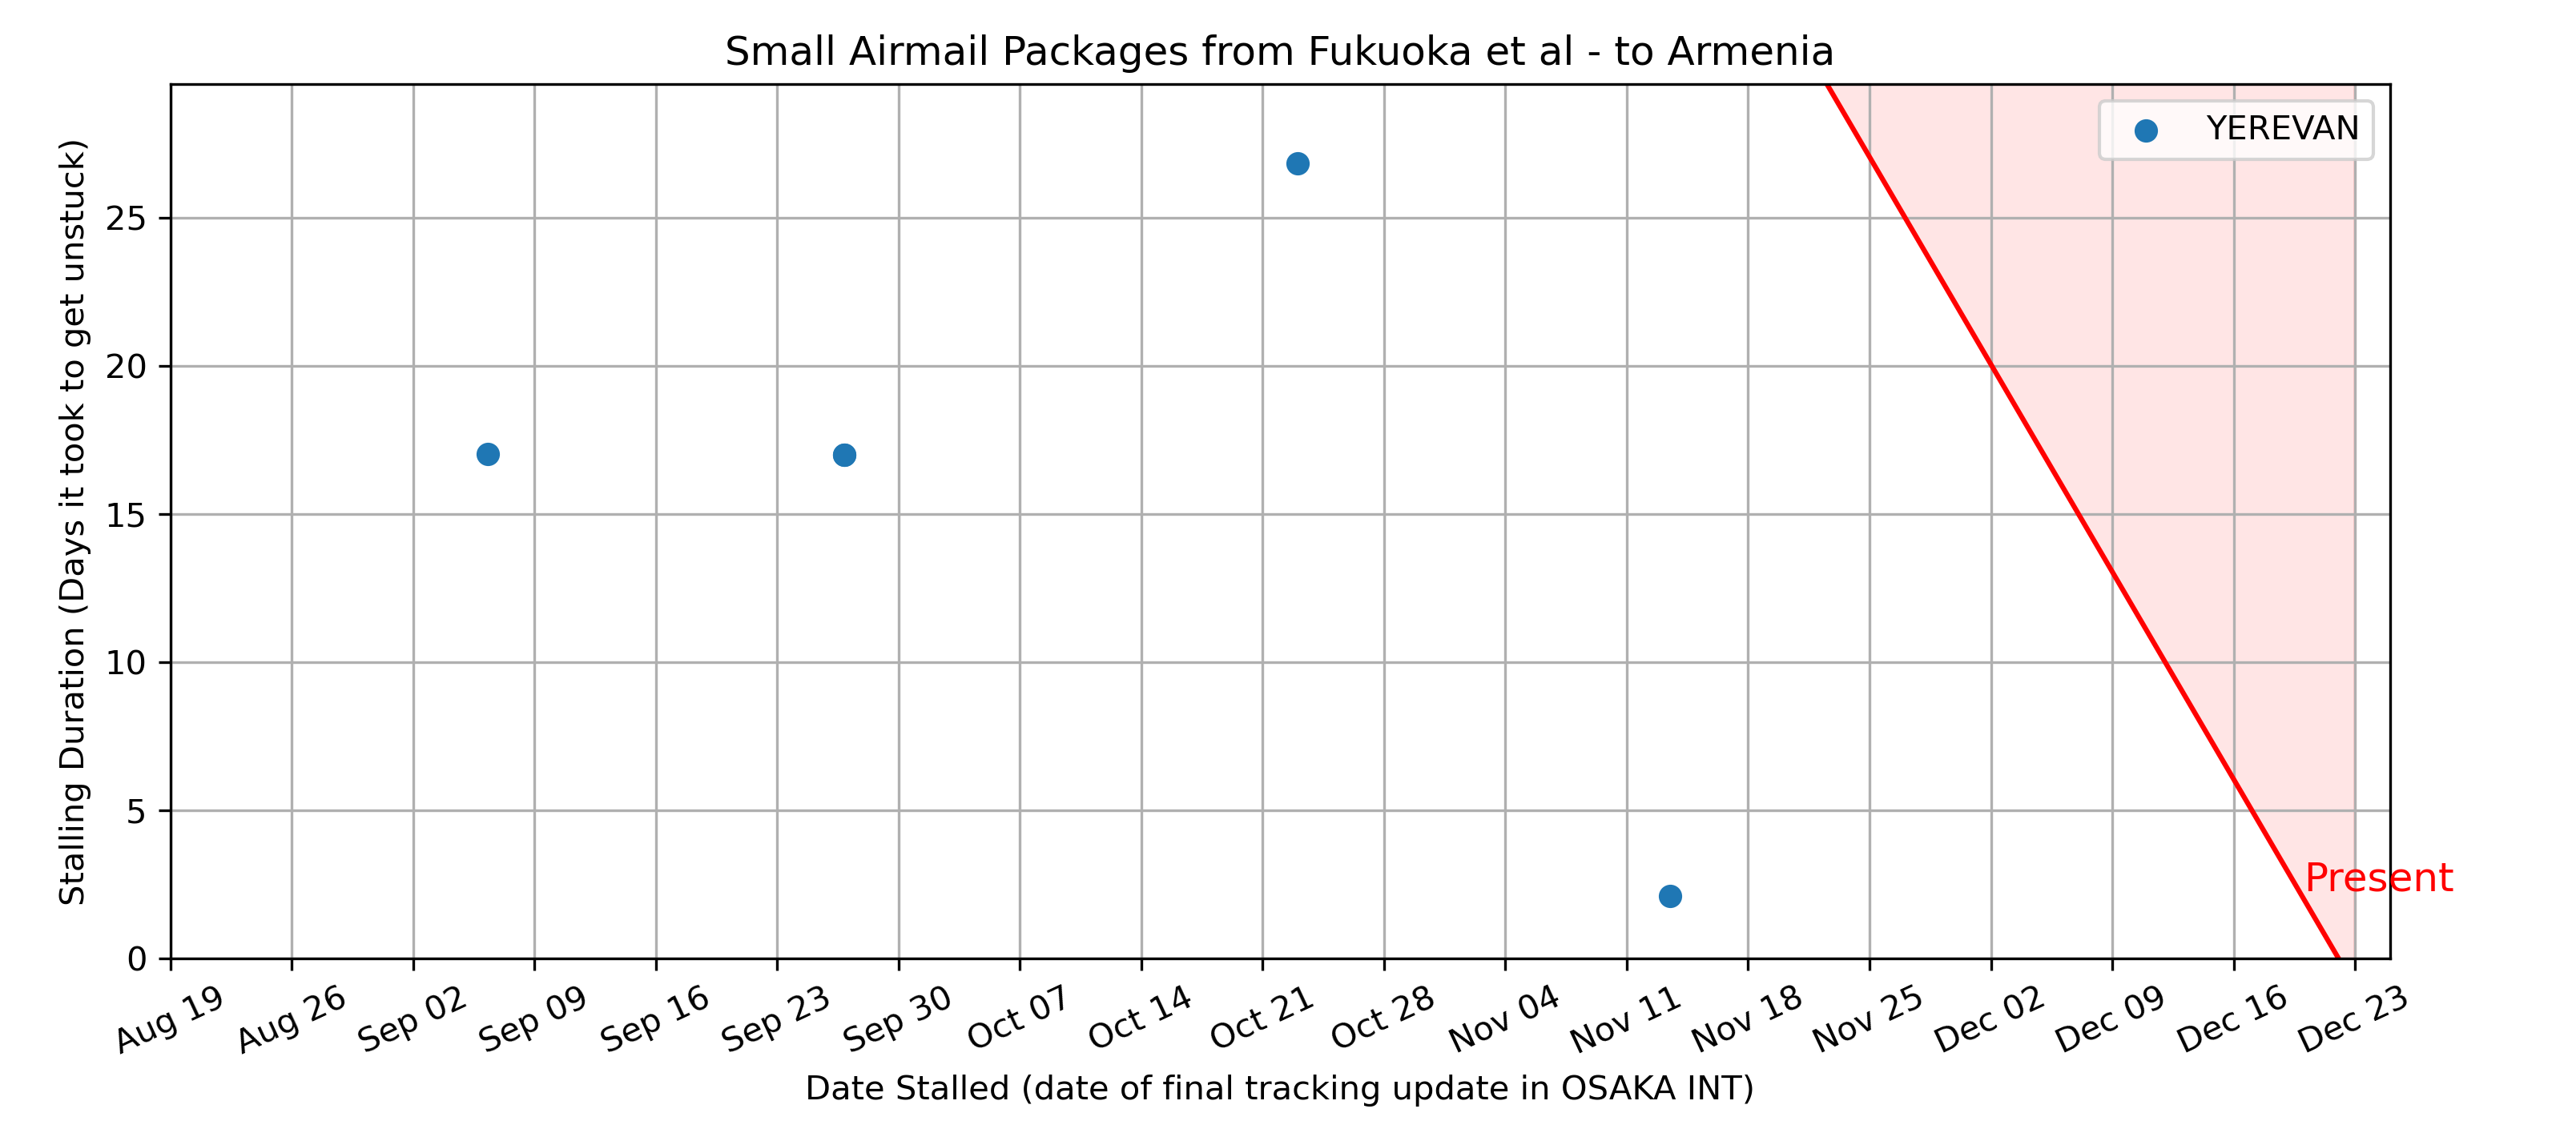 Small Airmail Packages from Fukuoka et al - to Armenia
YEREVAN
Stalling Duration (Days it took to get unstuck)
25
20
15
10
5
0
Present
Aug 19
Aug 26
Sep 02
Sep 09
Sep 16
Sep 23
Sep 30
Oct 07
Oct 14
Oct 21
Oct 28
Nov 04
Nov 11
Nov 18
Nov 25
Dec 02
Dec 09
Dec 16
Dec 23
Date Stalled (date of final tracking update in OSAKA INT)